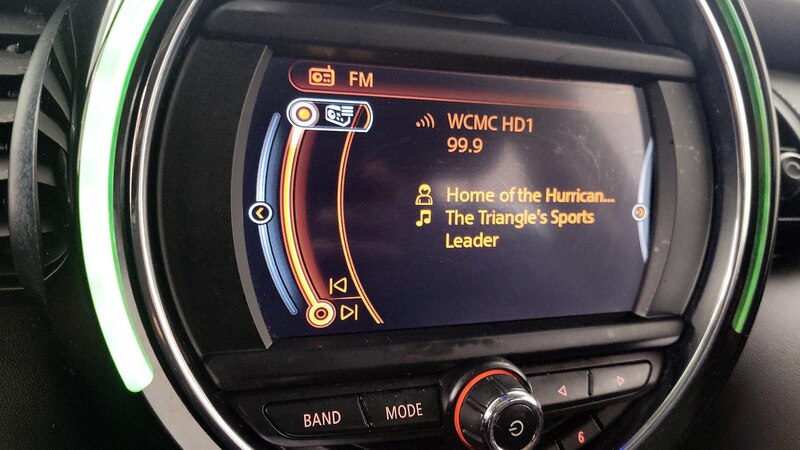 FM
WCMC HD1
99.9
Home of the Hurrican...
The Triangle's Sports
Leader
BAND
MODE
6